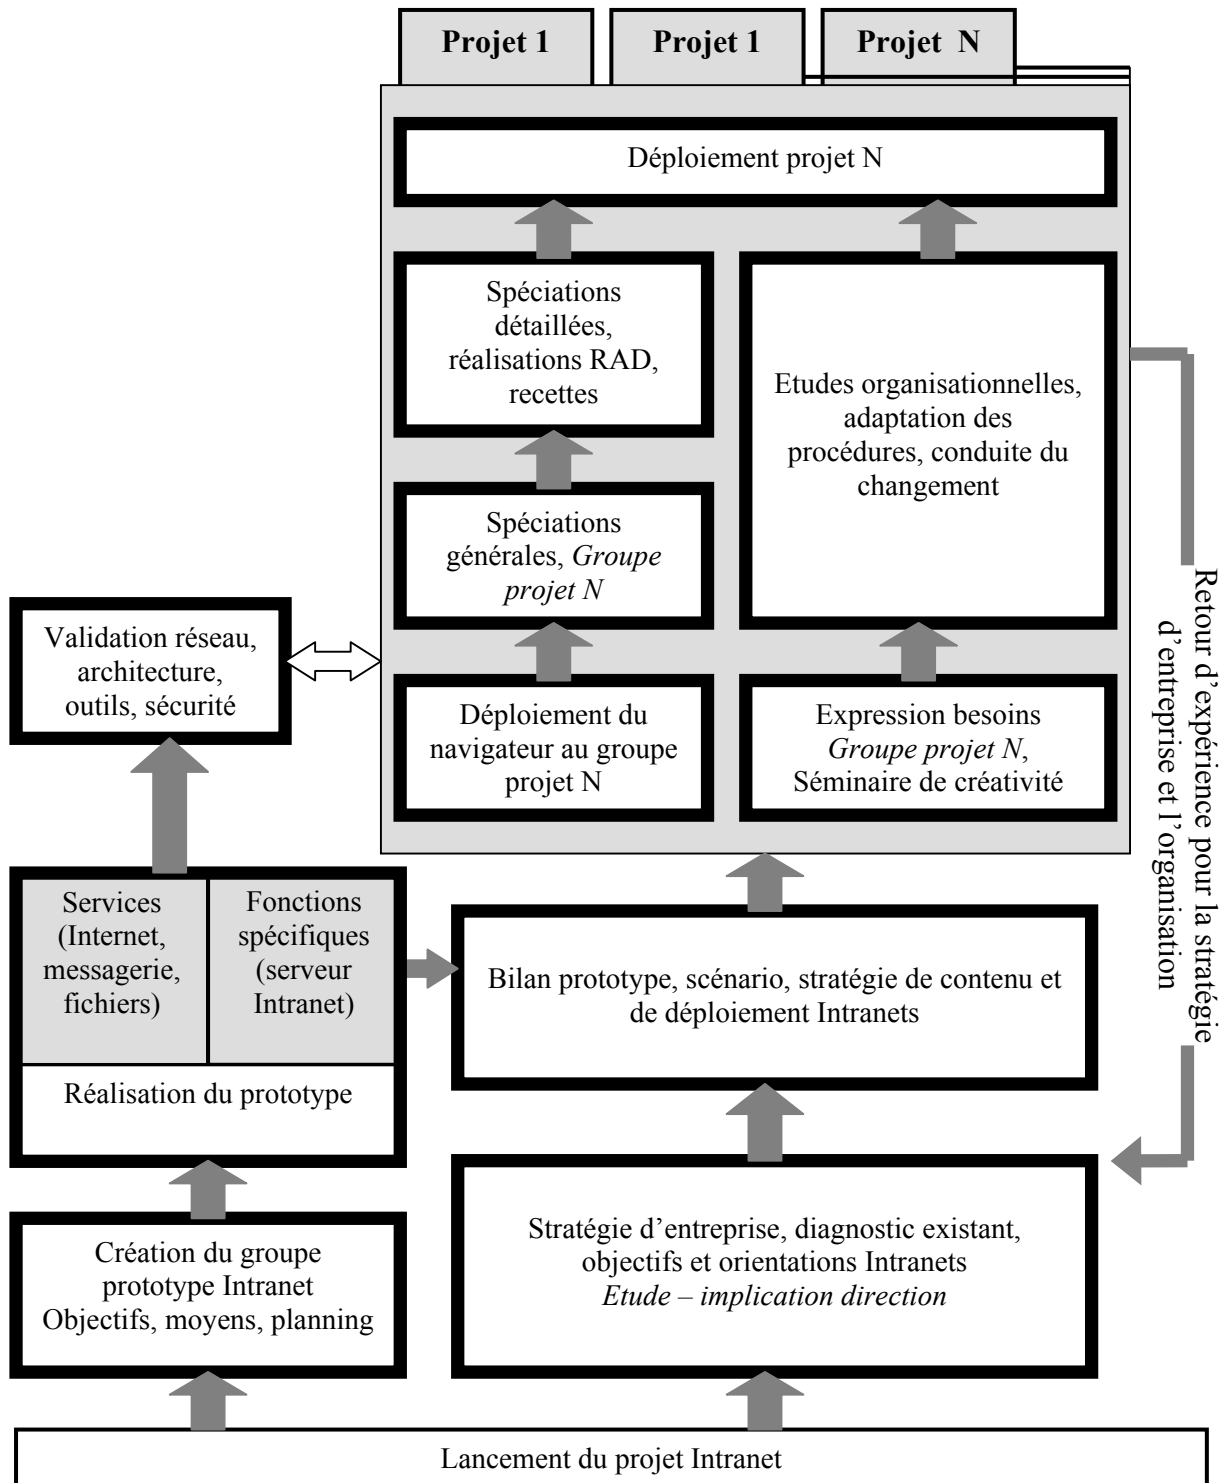 Projet 1
Projet 1
Projet N
Déploiement projet N
Spéciations
détaillées,
réalisations RAD,
recettes
Etudes organisationnelles,
adaptation des
procédures, conduite du
changement
Spéciations
générales, Groupe
projet N
Validation réseau,
architecture,
outils, sécurité
Déploiement du
navigateur au groupe
projet N
Expression besoins
Groupe projet N,
Séminaire de créativité
Retour d'expérience pour la stratégie
d'entreprise et l'organisation
Services
(Internet,
messagerie,
fichiers)
Fonctions
spécifiques
(serveur
Intranet)
Réalisation du prototype
Bilan prototype, scénario, stratégie de contenu et
de déploiement Intranets
Création du groupe
prototype Intranet
Objectifs, moyens, planning
Stratégie d'entreprise, diagnostic existant,
objectifs et orientations Intranets
Etude – implication direction
Lancement du projet Intranet